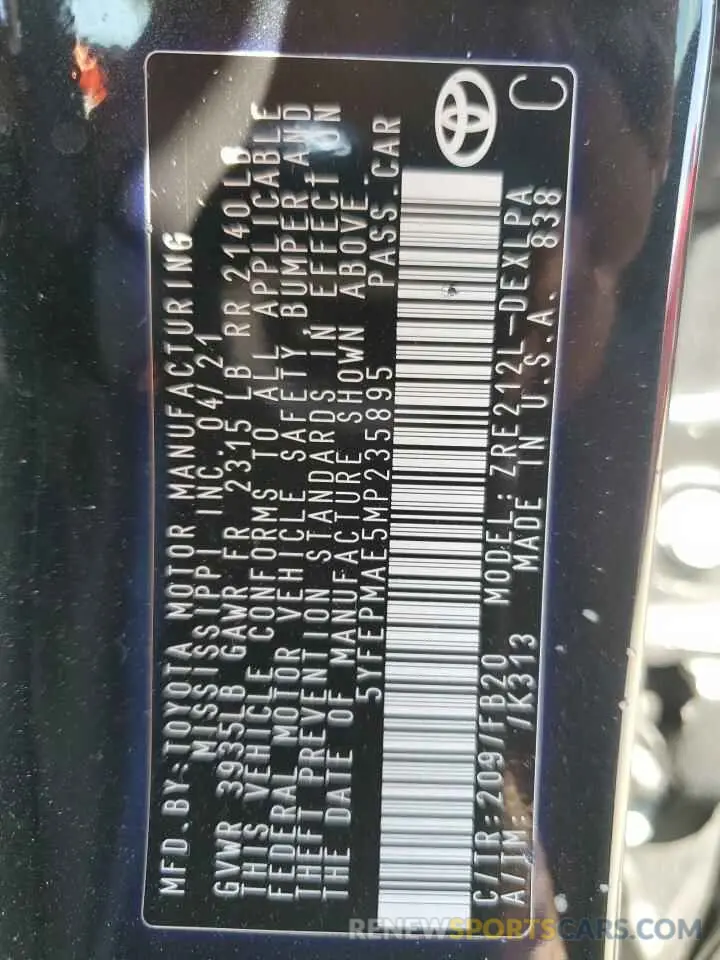 MFD.BY:TOYOTA MOTOR MANUFACTURING
MISSISSIPPI INC. 04/21
GVWR 3935LB GAWR FR 2315 LB RR 2140LB
THIS VEHICLE CONFORMS TO ALL APPLICABLE
FEDERAL MOTOR VEHICLE SAFETY, BUMPER AND
THEFT PREVENTION STANDARDS IN EFFECT ON
THE DATE OF MANUFACTURE SHOWN ABOVE.
5YFEPMAE5MP235895 PASS.CAR
C/TR:209/FB20 MODEL:ZRE212L-DEXLPA
A/TM: /K313 MADE IN U.S.A. 838
C
RENEWSPORTSCARS.COM